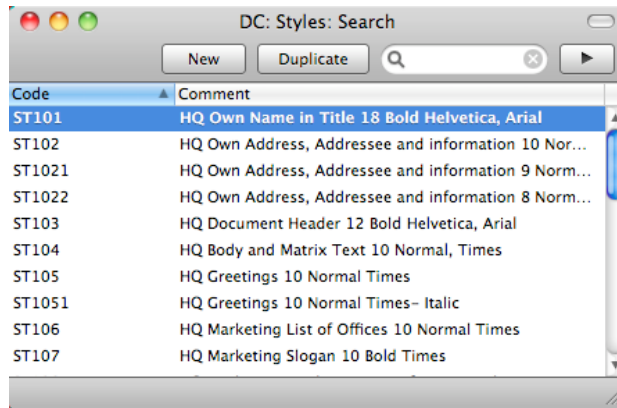 DC: Styles: Search
New Duplicate
Code Comment
ST101 HQ Own Name in Title 18 Bold Helvetica, Arial
ST102 HQ Own Address, Addressee and information 10 Nor...
ST1021 HQ Own Address, Addressee and information 9 Norm...
ST1022 HQ Own Address, Addressee and information 8 Norm...
ST103 HQ Document Header 12 Bold Helvetica, Arial
ST104 HQ Body and Matrix Text 10 Normal, Times
ST105 HQ Greetings 10 Normal Times
ST1051 HQ Greetings 10 Normal Times- Italic
ST106 HQ Marketing List of Offices 10 Normal Times
ST107 HQ Marketing Slogan 10 Bold Times